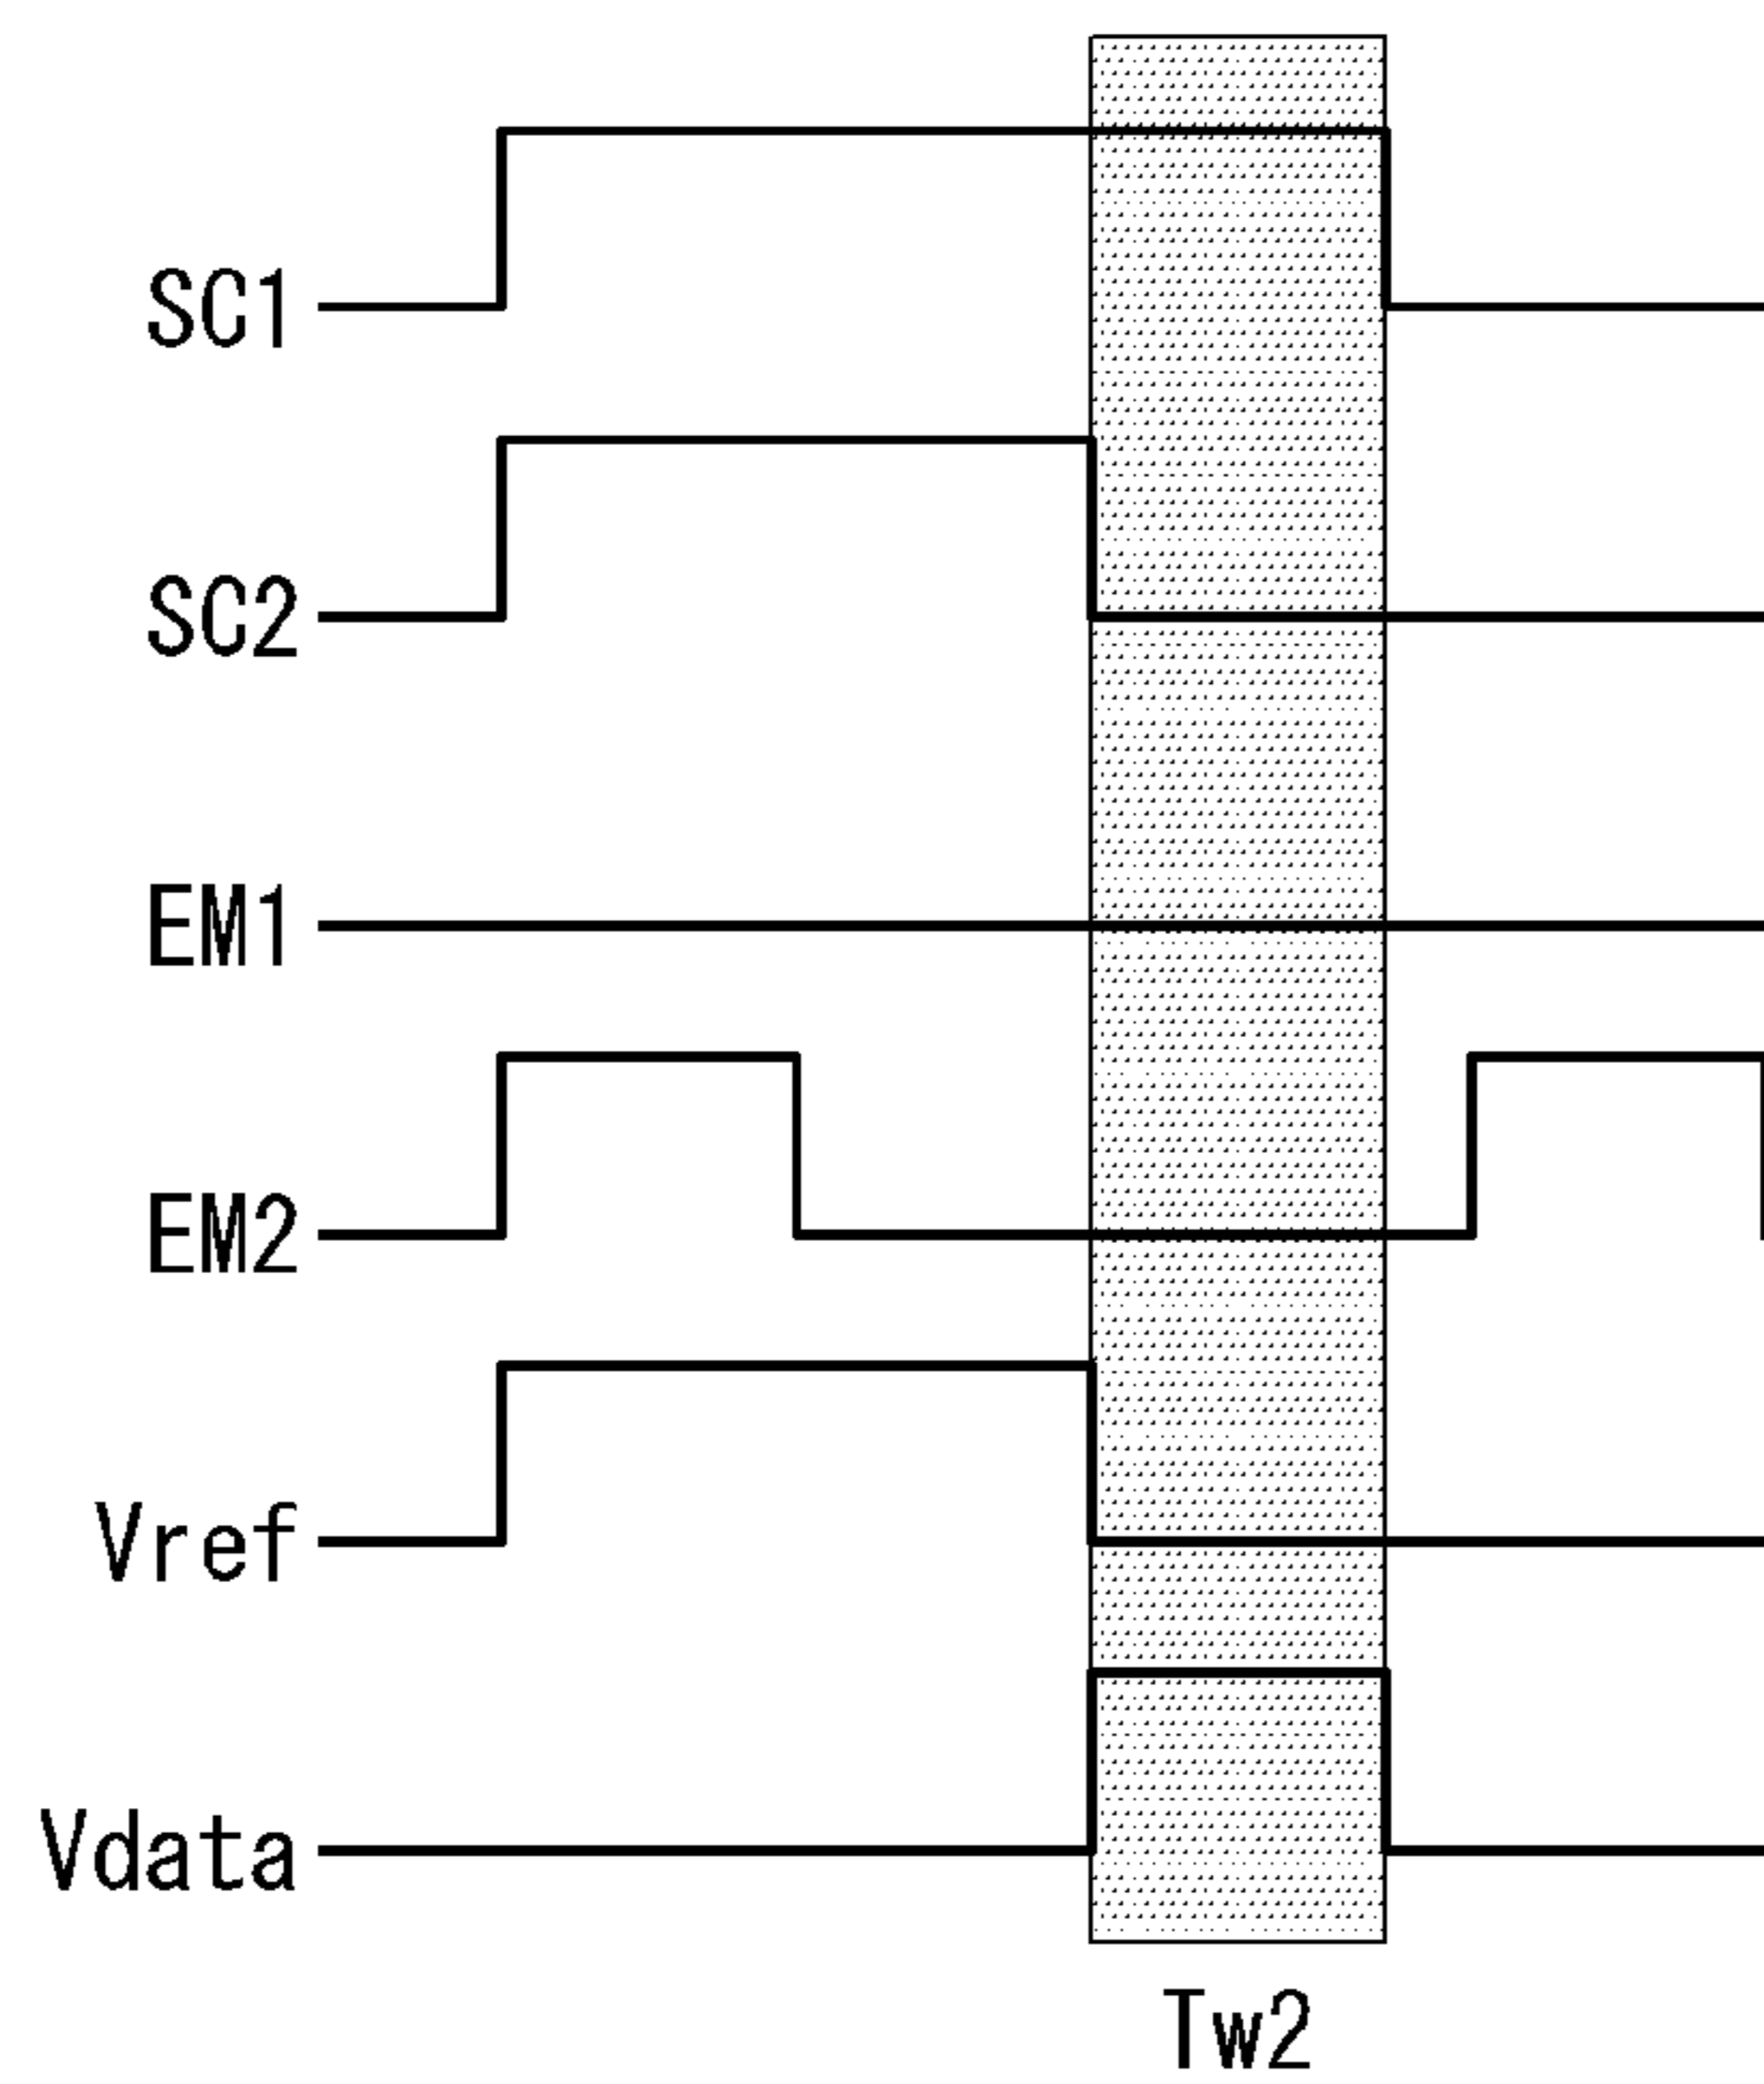 SC1
SC2
EM1
EM2
Vref
Vdata
Tw2